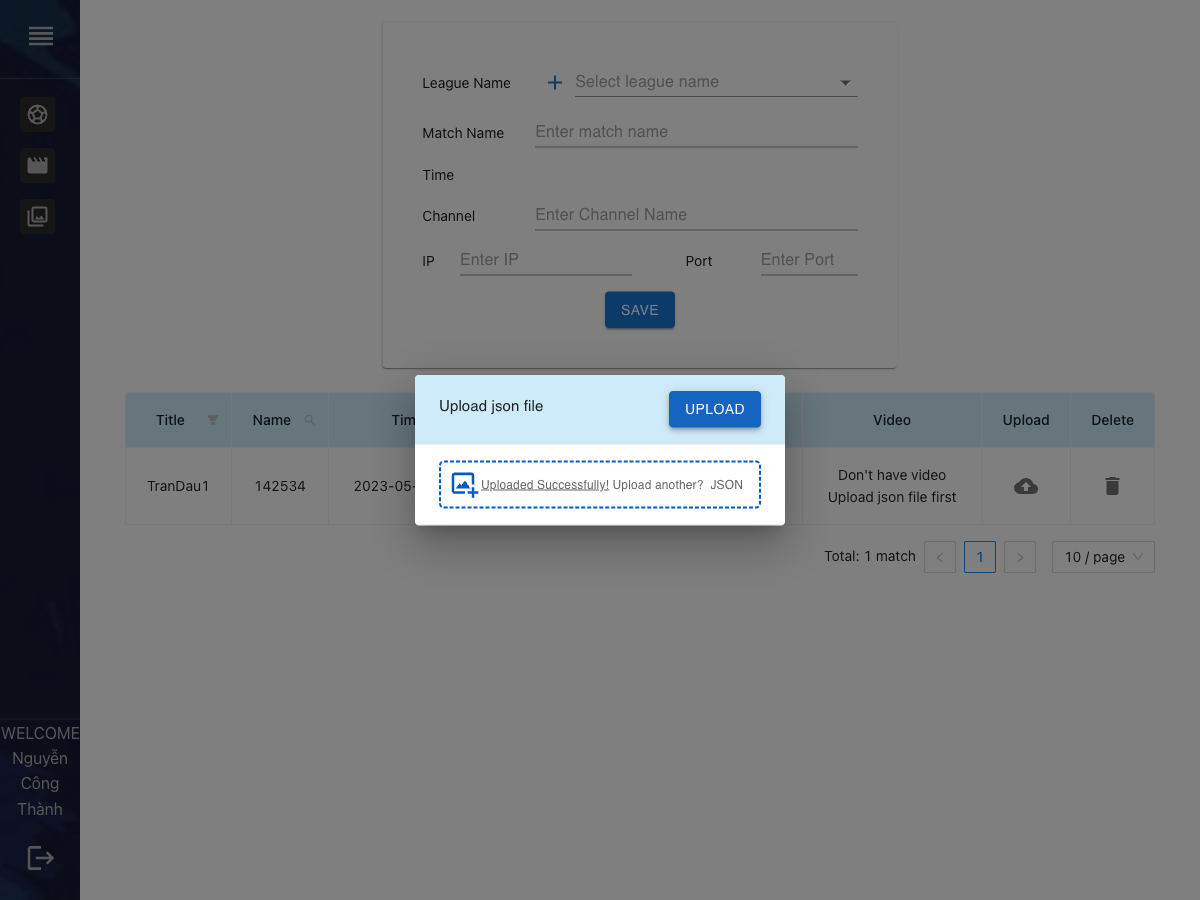 League Name
Select league name
Match Name
Enter match name
Time
Channel
Enter Channel Name
IP
Enter IP
Port
Enter Port
SAVE
Upload json file
UPLOAD
Uploaded Successfully! Upload another? JSON
Title
Name
Tim
Video
Upload
Delete
TranDau1
142534
2023-05-
Don't have video
Upload json file first
Total: 1 match
1
10 / page
WELCOME
Nguyễn
Công
Thành